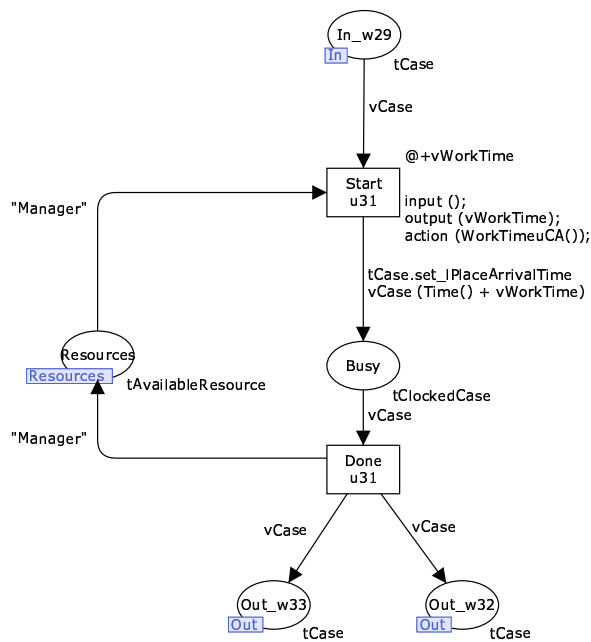 In_w29
In
tCase
vCase
@+vWorkTime
Start
u31
input ();
output (vWorkTime);
action (WorkTimeuCA());
"Manager"
tCase.set_lPlaceArrivalTime
vCase (Time() + vWorkTime)
Resources
Resources
tAvailableResource
Busy
tClockedCase
vCase
"Manager"
Done
u31
vCase
vCase
Out_w33
Out
tCase
Out_w32
Out
tCase